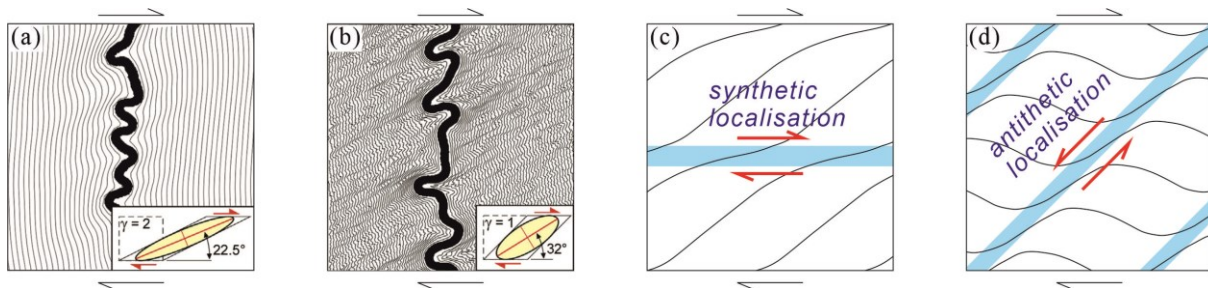 (a)
γ = 2
22.5°
(b)
γ = 1
32°
(c)
synthetic
localisation
(d)
antithetic
localisation